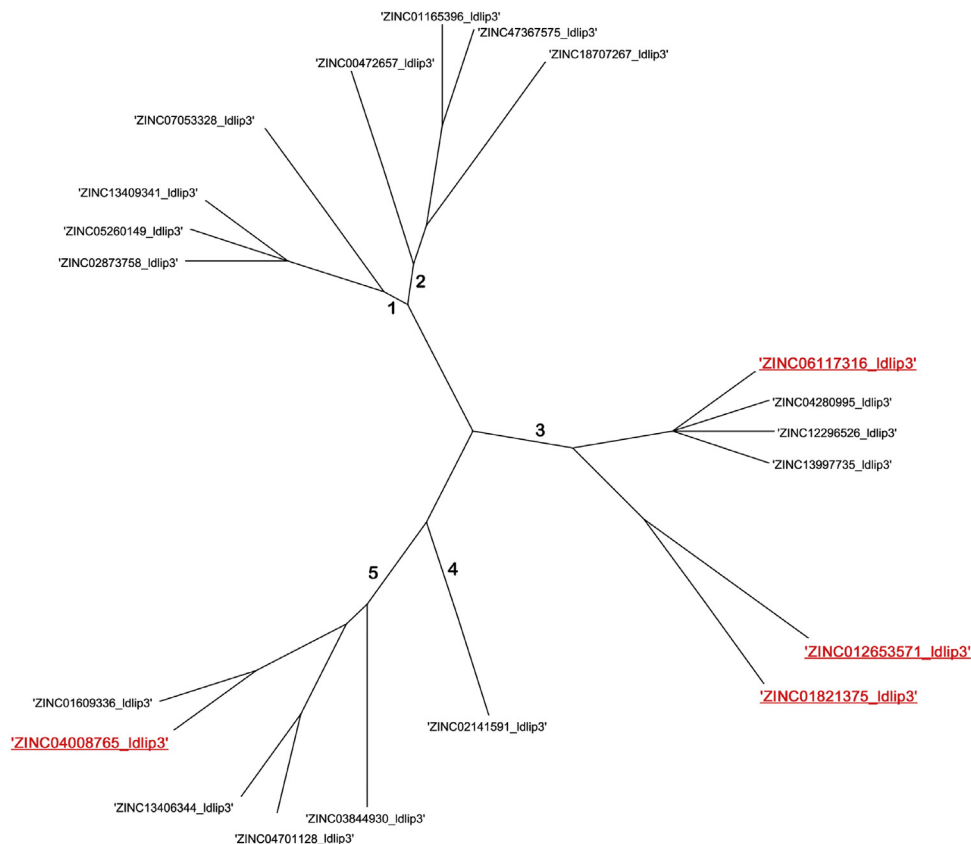 'ZINC01165396_ldlip3'
'ZINC47367575_ldlip3'
'ZINC18707267_ldlip3'
'ZINC00472657_ldlip3'
'ZINC07053328_ldlip3'
'ZINC13409341_ldlip3'
'ZINC05260149_ldlip3'
'ZINC02873758_ldlip3'
2
1
'ZINC06117316_ldlip3'
'ZINC04280995_ldlip3'
3
'ZINC12296526_ldlip3'
'ZINC13997735_ldlip3'
5
4
'ZINC012653571_ldlip3'
'ZINC01821375_ldlip3'
'ZINC01609336_ldlip3'
'ZINC02141591_ldlip3'
'ZINC04008765_ldlip3'
'ZINC13406344_ldlip3'
'ZINC03844930_ldlip3'
'ZINC04701128_ldlip3'